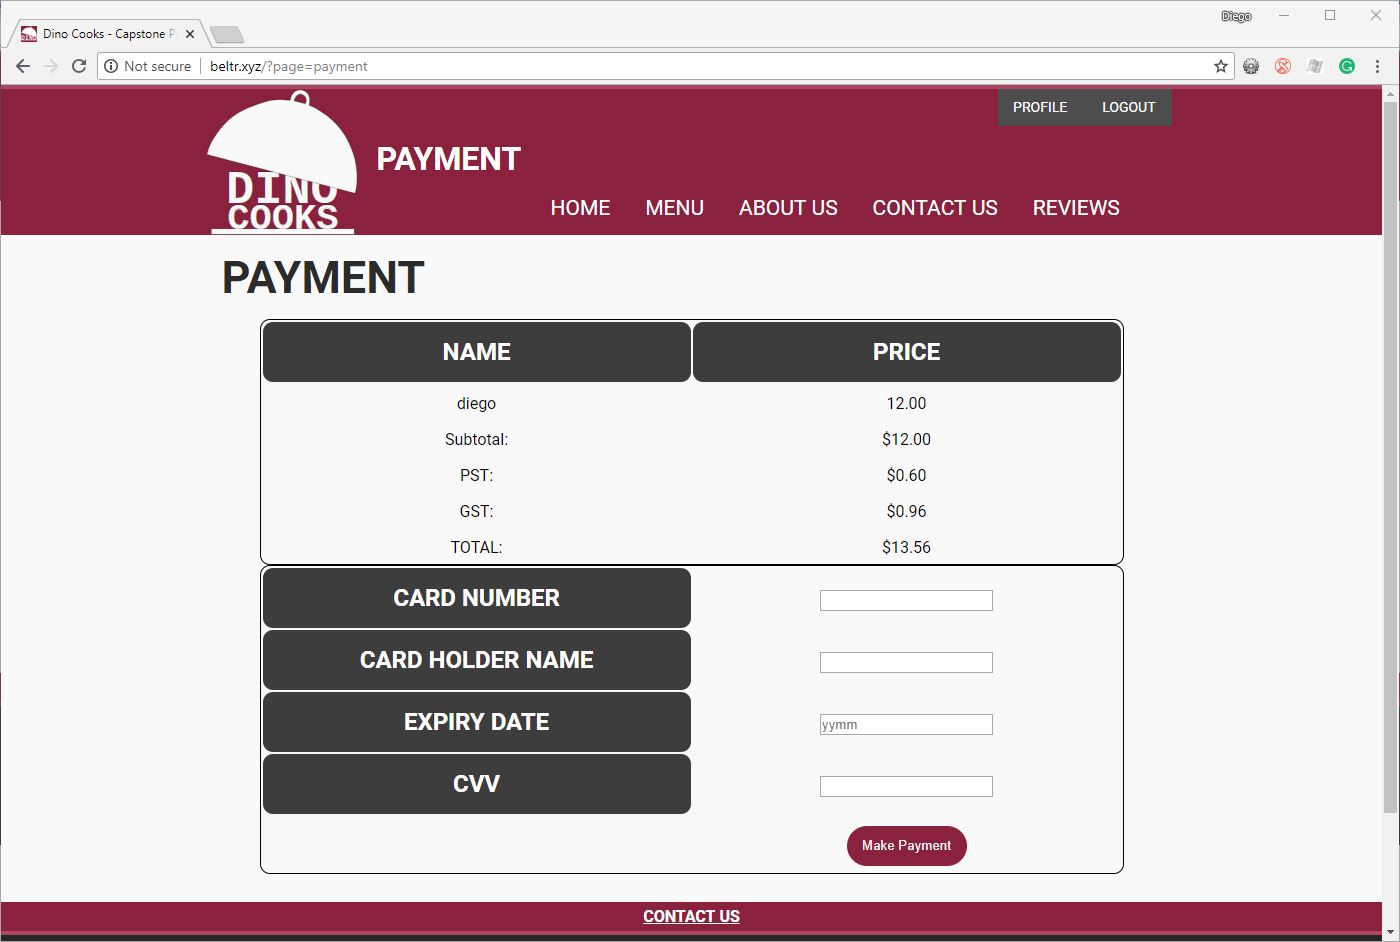 Diego
Dino Cooks - Capstone P
Not secure beltr.xyz/?page=payment
PROFILE LOGOUT
DINO
COOKS
PAYMENT
HOME MENU ABOUT US CONTACT US REVIEWS
PAYMENT
NAME PRICE
diego 12.00
Subtotal: $12.00
PST: $0.60
GST: $0.96
TOTAL: $13.56
CARD NUMBER
CARD HOLDER NAME
EXPIRY DATE yymm
CVV
Make Payment
CONTACT US